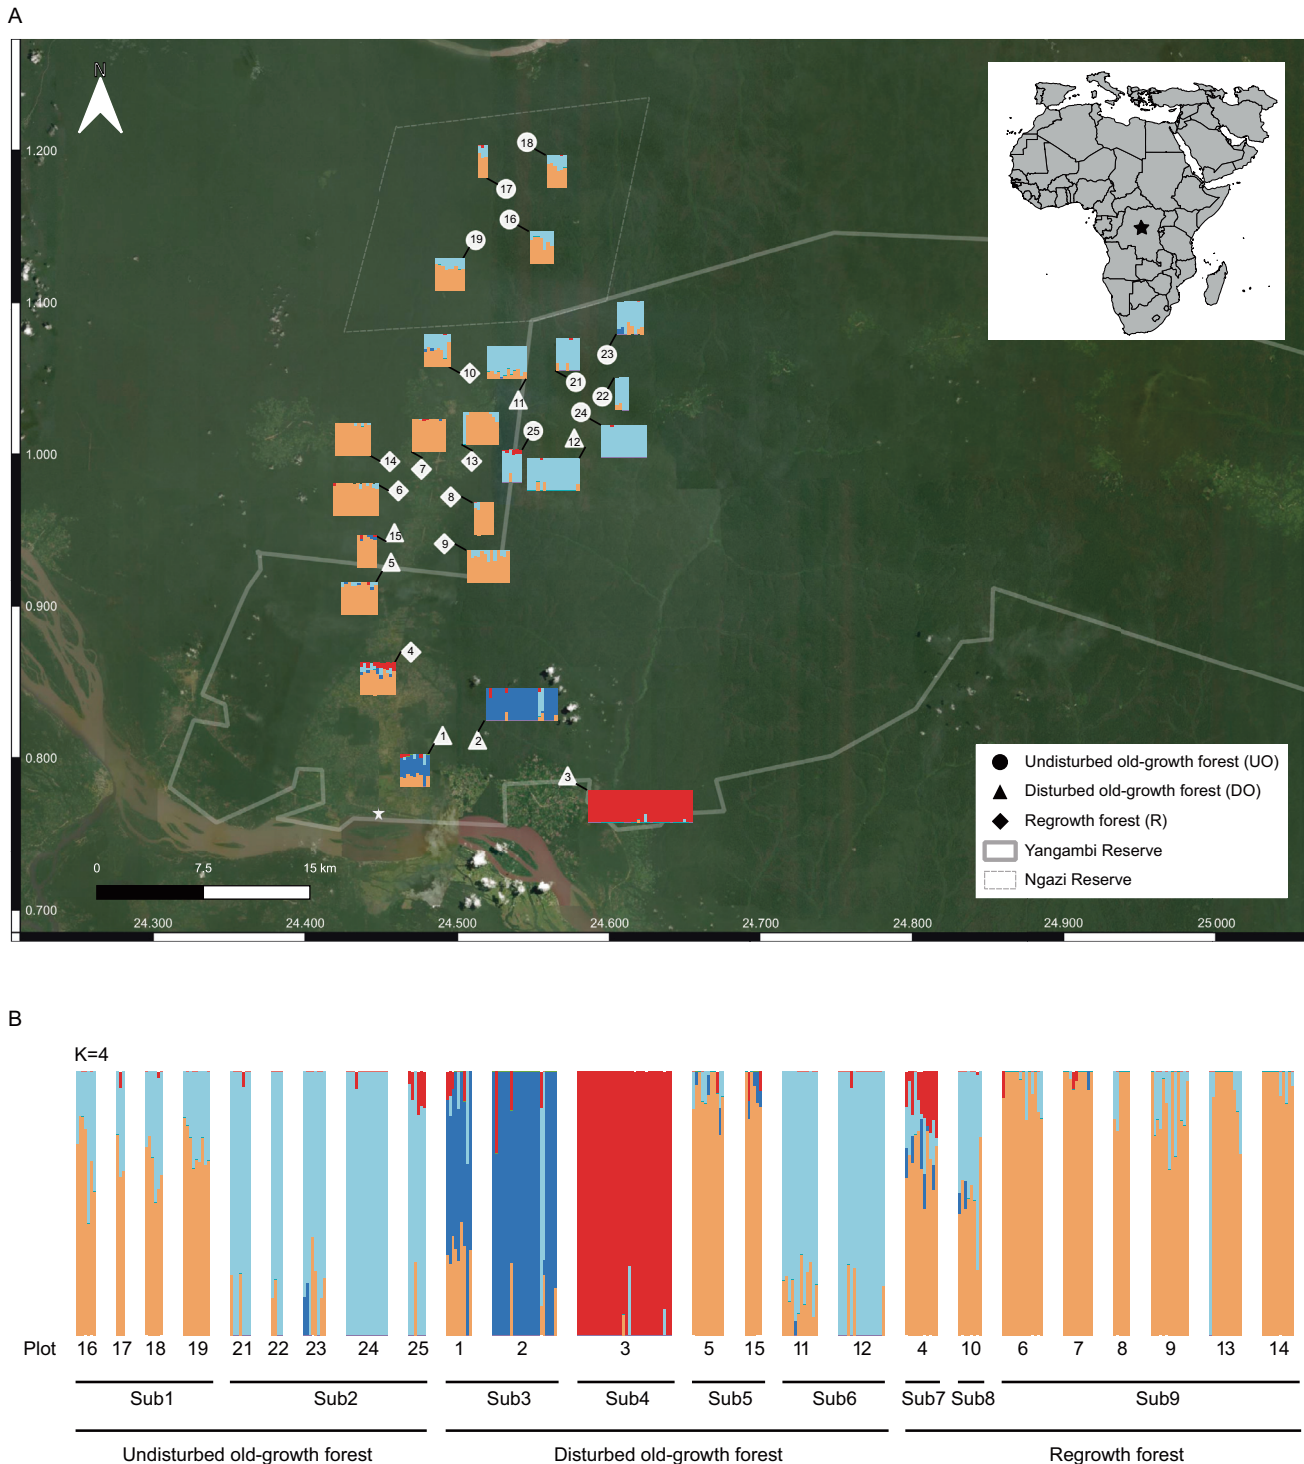 A
N
1.200
1.100
1.000
0.900
0.800
0.700
18
17
16
19
23
10
21
22
11
24
25
12
14
7
13
6
8
15
9
5
4
1
2
3
Undisturbed old-growth forest (UO)
Disturbed old-growth forest (DO)
Regrowth forest (R)
Yangambi Reserve
Ngazi Reserve
0 7.5 15 km
24.300 24.400 24.500 24.600 24.700 24.800 24.900 25 000
B
K=4
Plot 16 17 18 19 21 22 23 24 25 1 2 3 5 15 11 12 4 10 6 7 8 9 13 14
Sub1 Sub2 Sub3 Sub4 Sub5 Sub6 Sub7 Sub8 Sub9
Undisturbed old-growth forest Disturbed old-growth forest Regrowth forest